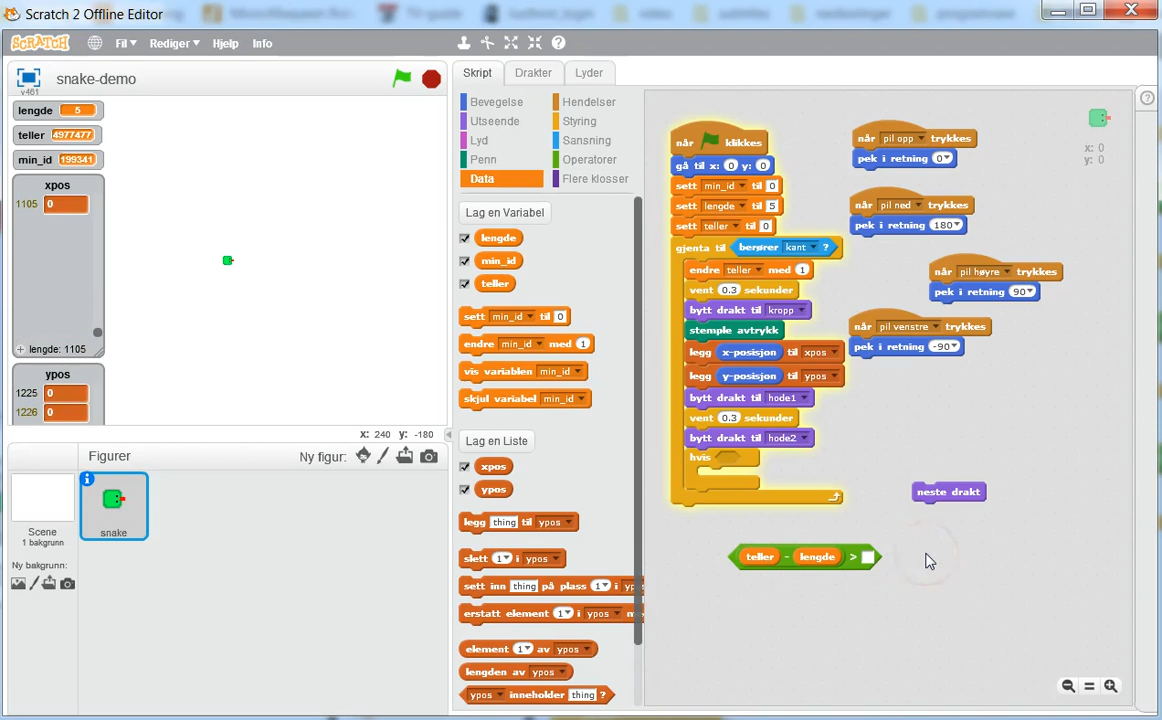 Scratch 2 Offline Editor
SCRATCH
Fil
Rediger
Hjelp
Info
v461
snake-demo
lengde 5
teller 4977477
min_id 199341
xpos
1105 0
lengde: 1105
ypos
1225 0
1226 0
x: 240 y: -180
Figurer
Ny figur:
Scene
1 bakgrunn
Ny bakgrunn:
snake
Skript
Drakter
Lyder
Bevegelse
Utseende
Lyd
Penn
Data
Hendelser
Styring
Sansning
Operatorer
Flere klosser
Lag en Variabel
lengde
min_id
teller
sett min_id til 0
endre min_id med 1
vis variablen min_id
skjul variabel min_id
Lag en Liste
xpos
ypos
legg thing til ypos
slett 1 i ypos
sett inn thing på plass 1 i yp
erstatt element 1 i ypos m
element 1 av ypos
lengden av ypos
ypos inneholder thing ?
når klikkes
gå til x: 0 y: 0
sett min_id til 0
sett lengde til 5
sett teller til 0
gjenta til berører kant ?
endre teller med 1
vent 0.3 sekunder
bytt drakt til kropp
stemple avtrykk
legg x-posisjon til xpos
legg y-posisjon til ypos
bytt drakt til hode1
vent 0.3 sekunder
bytt drakt til hode2
hvis
teller - lengde >
når pil opp trykkes
pek i retning 0
når pil ned trykkes
pek i retning 180
når pil høyre trykkes
pek i retning 90
når pil venstre trykkes
pek i retning -90
neste drakt
x: 0
y: 0